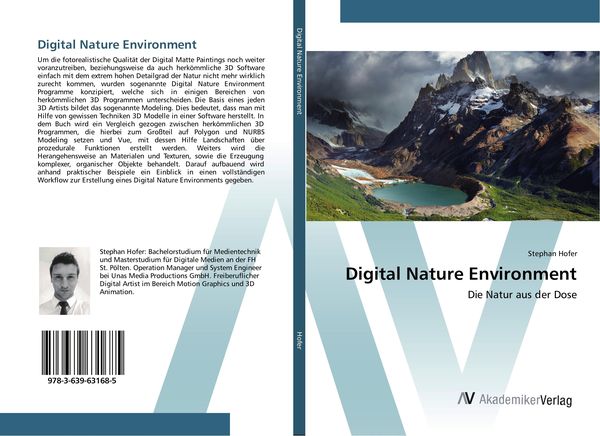 Digital Nature Environment
Um die fotorealistische Qualität der Digital Matte Paintings noch weiter
voranzutreiben, beziehungsweise da auch herkömmliche 3D Software
einfach mit dem extrem hohen Detailgrad der Natur nicht mehr wirklich
zurecht kommen, wurden sogenannte Digital Nature Environment
Programme konzipiert, welche sich in einigen Bereichen von
herkömmlichen 3D Programmen unterscheiden. Die Basis eines jeden
3D Artists bildet das sogenannte Modeling. Dies bedeutet, dass man mit
Hilfe von gewissen Techniken 3D Modelle in einer Software herstellt. In
dem Buch wird ein Vergleich gezogen zwischen herkömmlichen 3D
Programmen, die hierbei zum Großteil auf Polygon und NURBS
Modeling setzen und Vue, mit dessen Hilfe Landschaften über
prozedurale Funktionen erstellt werden. Weiters wird die
Herangehensweise an Materialen und Texturen, sowie die Erzeugung
komplexer, organischer Objekte behandelt. Darauf aufbauend wird
anhand praktischer Beispiele ein Einblick in einen vollständigen
Workflow zur Erstellung eines Digital Nature Environments gegeben.
Stephan Hofer: Bachelorstudium für Medientechnik
und Masterstudium für Digitale Medien an der FH
St. Pölten. Operation Manager und System Engineer
bei Unas Media Productions GmbH. Freiberuflicher
Digital Artist im Bereich Motion Graphics und 3D
Animation.
978-3-639-63168-5
Digital Nature Environment
Hofer
Stephan Hofer
Digital Nature Environment
Die Natur aus der Dose
AV AkademikerVerlag